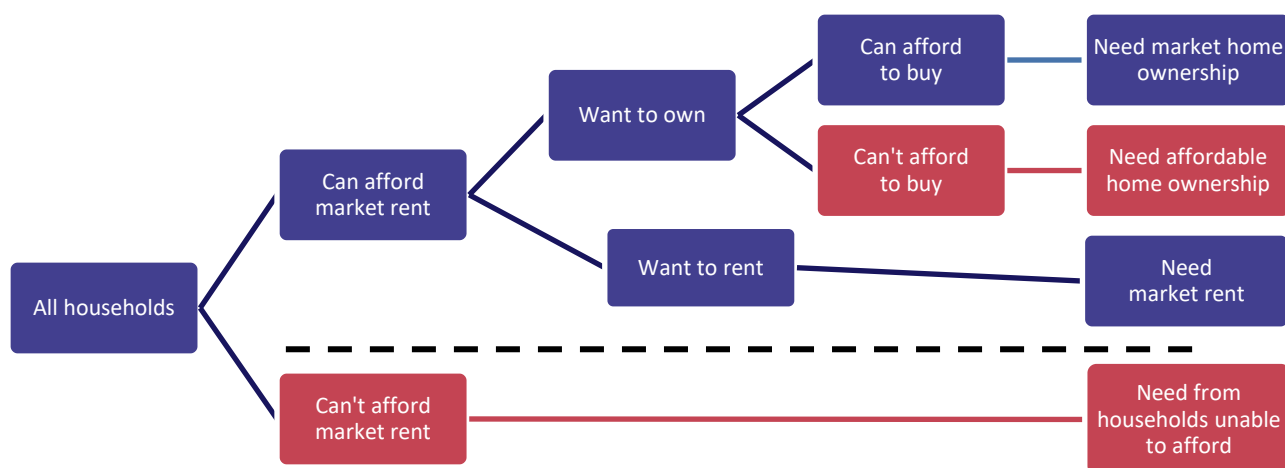 Can afford
to buy
Need market home
ownership
Want to own
Can't afford
to buy
Need affordable
home ownership
Can afford
market rent
Want to rent
Need
market rent
All households
Can't afford
market rent
Need from
households unable
to afford